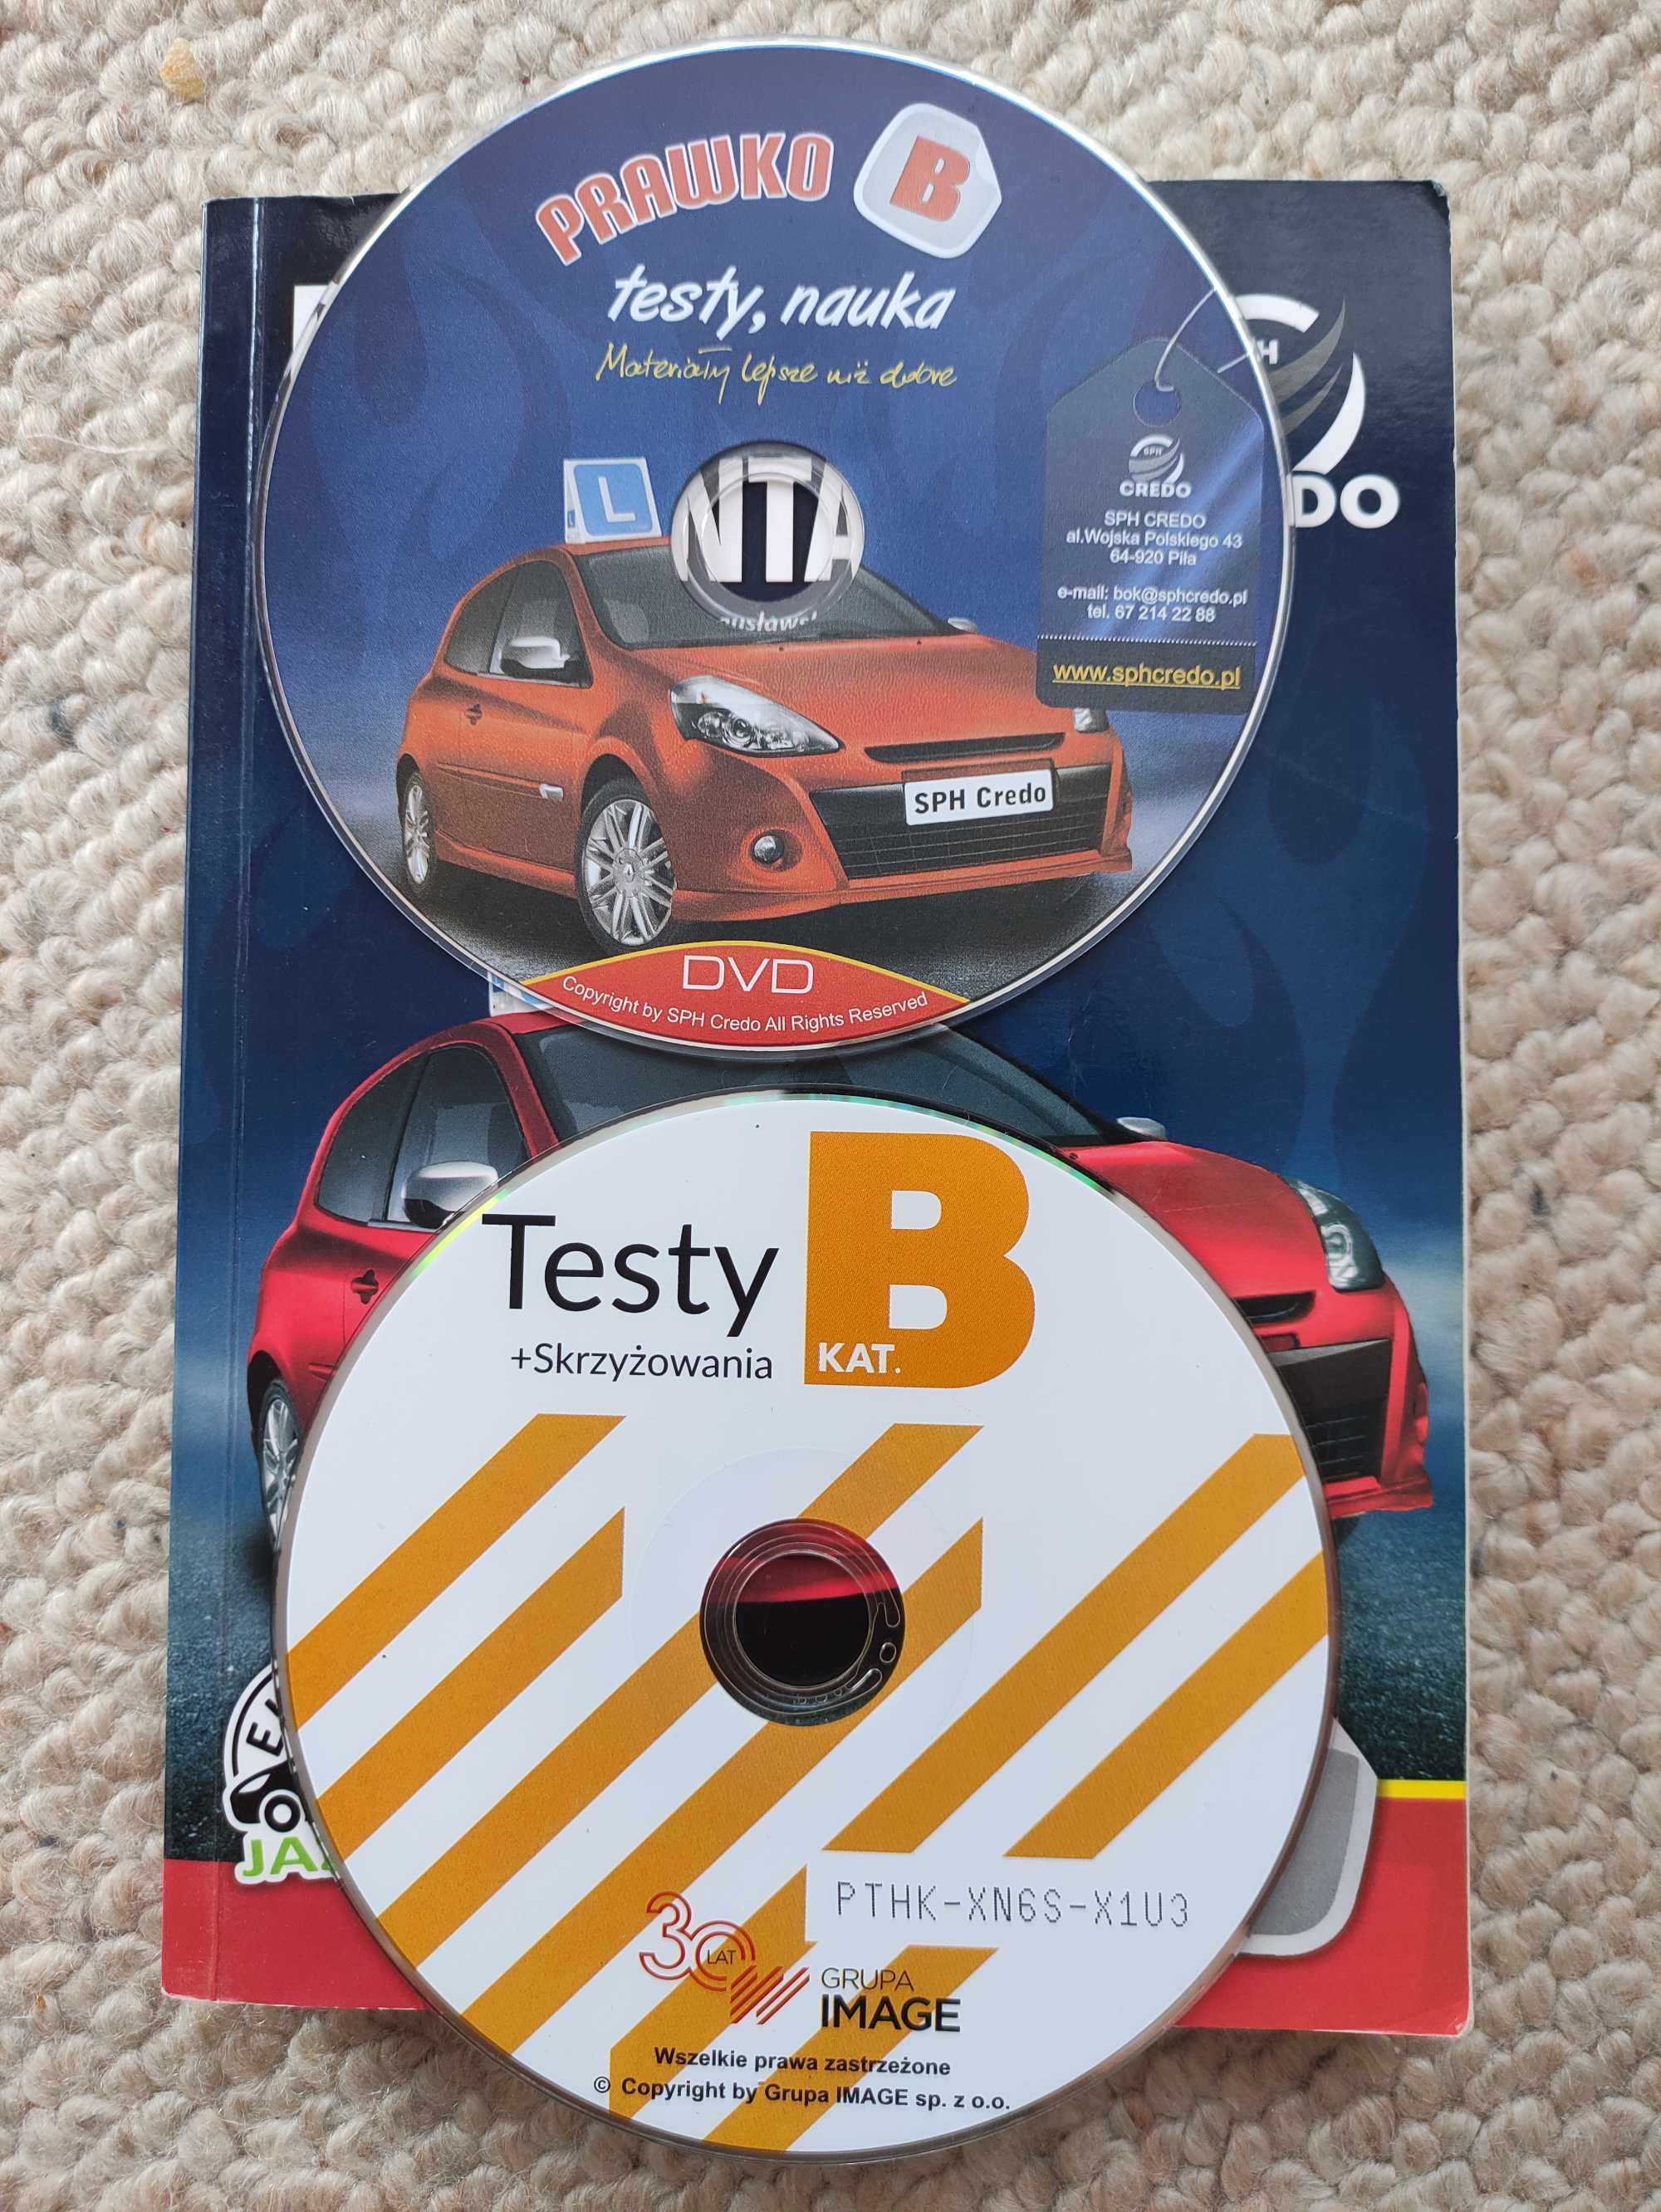 PRAWKO B
testy, nauka
Materiały lepsze niż dobre
L
L
NTA
SPH
CREDO
SPH CREDO
al.Wojska Polskiego 43
64-920 Piła
e-mail: bok@sphcredo.pl
tel. 67 214 22 88
www.sphcredo.pl
DO
SPH Credo
DVD
Copyright by SPH Credo All Rights Reserved
Testy B
+Skrzyżowania KAT.
PTHK-XN6S-X1U3
30
LAT
GRUPA
IMAGE
Wszelkie prawa zastrzeżone
© Copyright by Grupa IMAGE sp. z o.o.